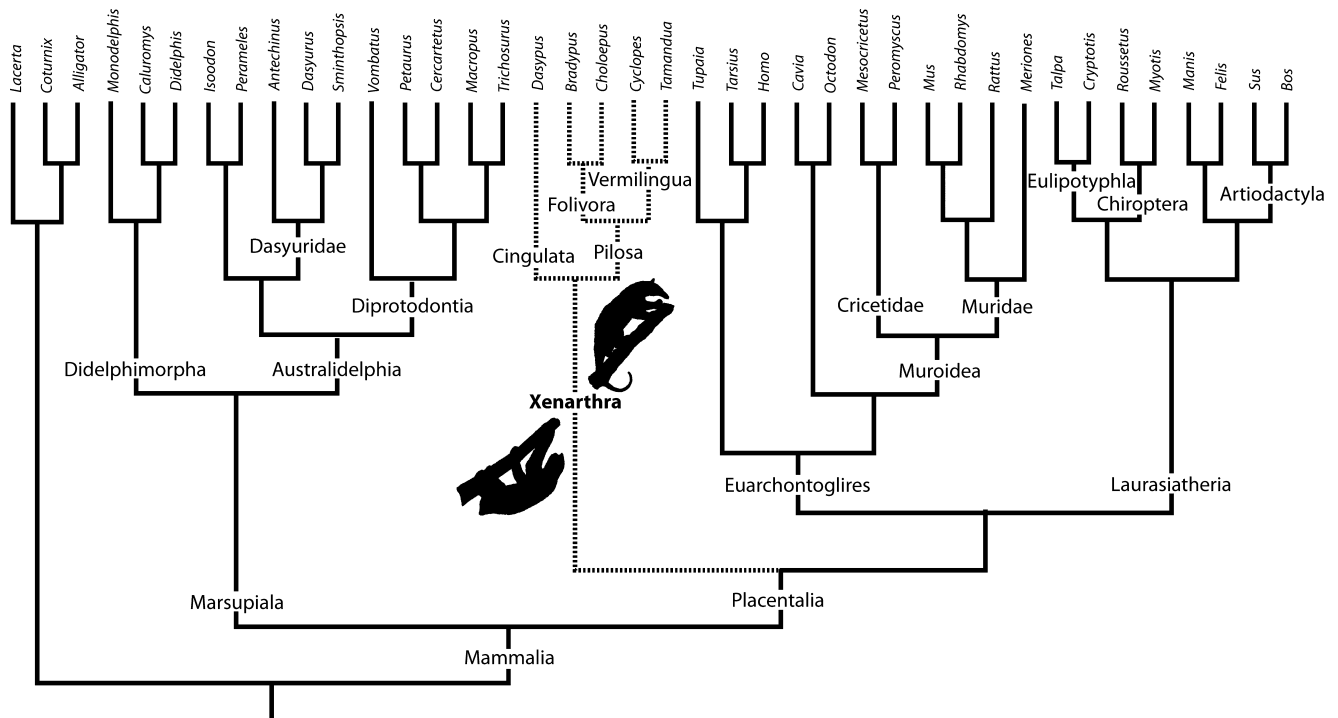 Lacerta
Coturnix
Alligator
Monodelphis
Caluromys
Didelphis
Isoodon
Perameles
Antechinus
Dasyurus
Sminthopsis
Vombatus
Petaurus
Cercartetus
Macropus
Trichosurus
Dasypus
Bradypus
Choloepus
Cyclopes
Tamandua
Tupaia
Tarsius
Homo
Cavia
Octodon
Mesocricetus
Peromyscus
Mus
Rhabdomys
Rattus
Meriones
Talpa
Cryptotis
Roussetus
Myotis
Manis
Felis
Sus
Bos
Vermilingua
Eulipotyphla
Artiodactyla
Folivora
Chiroptera
Dasyuridae
Cingulata
Pilosa
Diprotodontia
Cricetidae
Muridae
Didelphimorpha
Australidelphia
Muroidea
Xenarthra
Euarchontoglires
Laurasiatheria
Marsupiala
Placentalia
Mammalia